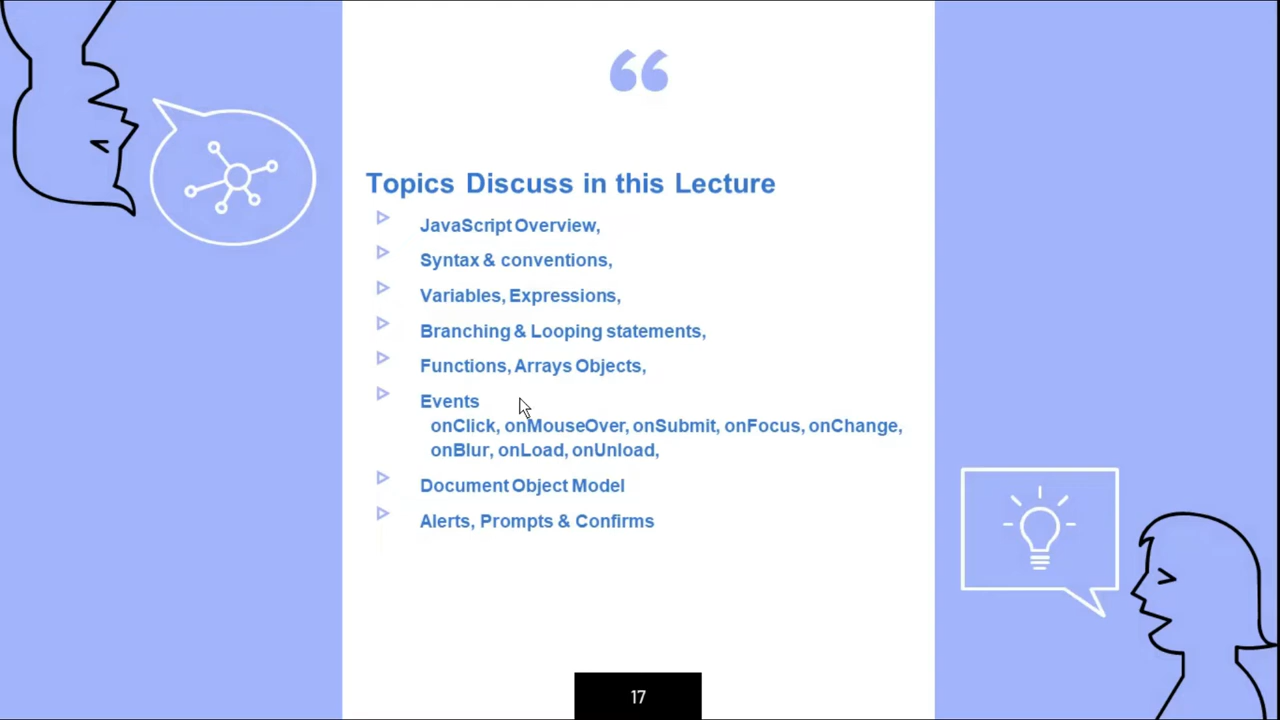 “
Topics Discuss in this Lecture
JavaScript Overview,
Syntax & conventions,
Variables, Expressions,
Branching & Looping statements,
Functions, Arrays Objects,
Events
onClick, onMouseOver, onSubmit, onFocus, onChange,
onBlur, onLoad, onUnload,
Document Object Model
Alerts, Prompts & Confirms
17